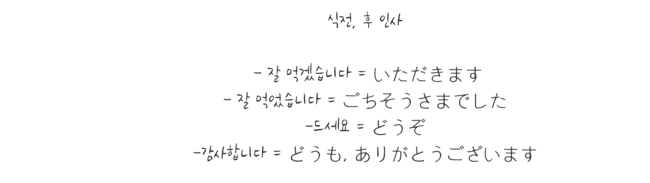 식전, 후 인사
- 잘 먹겠습니다 = いただきます
- 잘 먹었습니다 = ごちそうさまでした
-드세요 = どうぞ
-감사합니다 = どうも, ありがとうございます